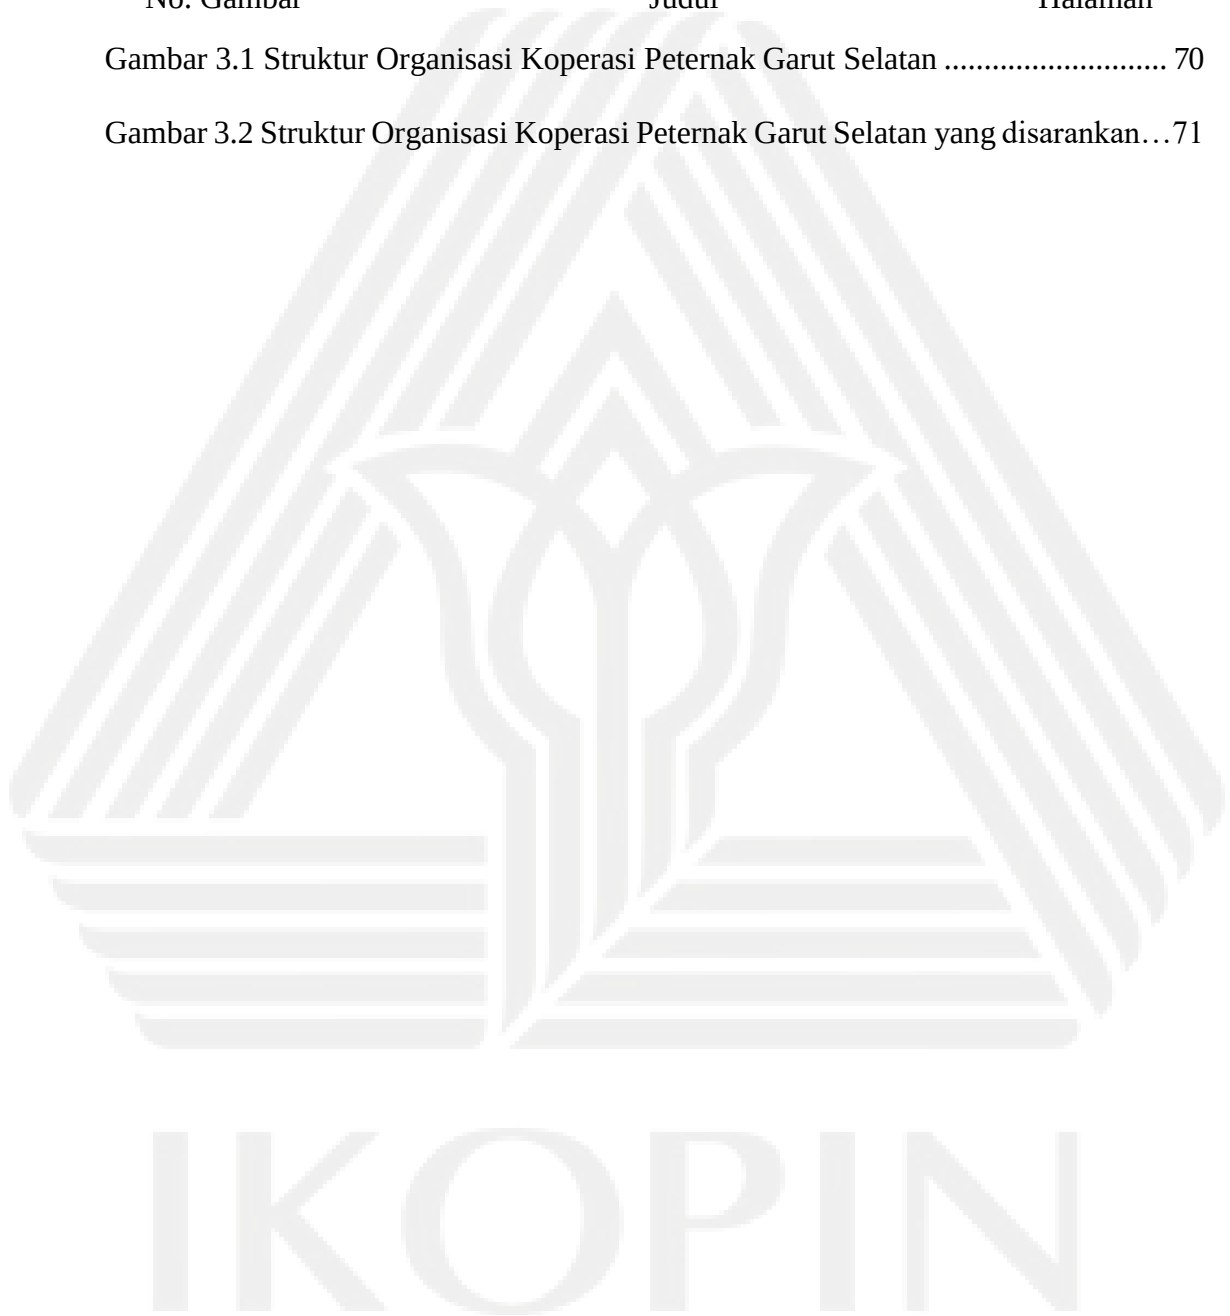 No. Gambar Judul Halaman
Gambar 3.1 Struktur Organisasi Koperasi Peternak Garut Selatan ............................ 70
Gambar 3.2 Struktur Organisasi Koperasi Peternak Garut Selatan yang disarankan…71
IKOPIN